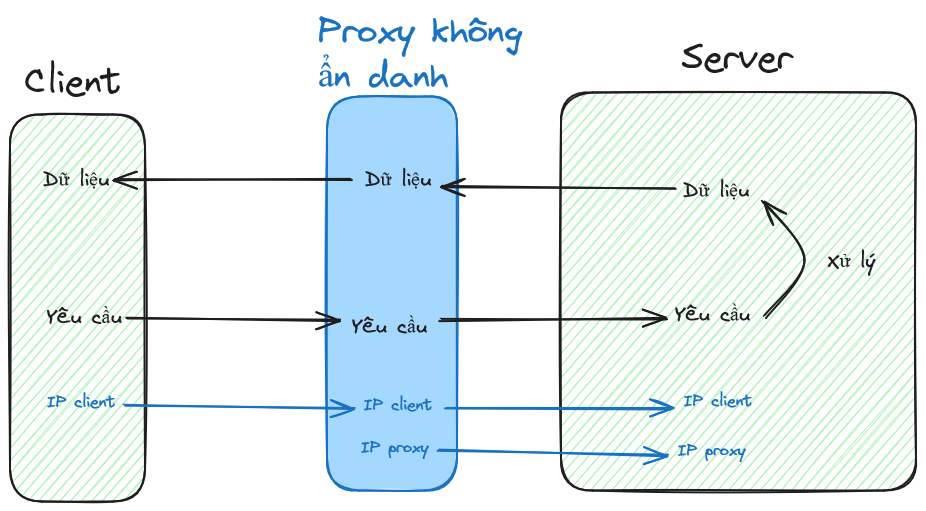 Client
Proxy không
ẩn danh
Server
Dữ liệu
Dữ liệu
Dữ liệu
Xử lý
Yêu cầu
Yêu cầu
Yêu cầu
IP client
IP client
IP client
IP proxy
IP proxy